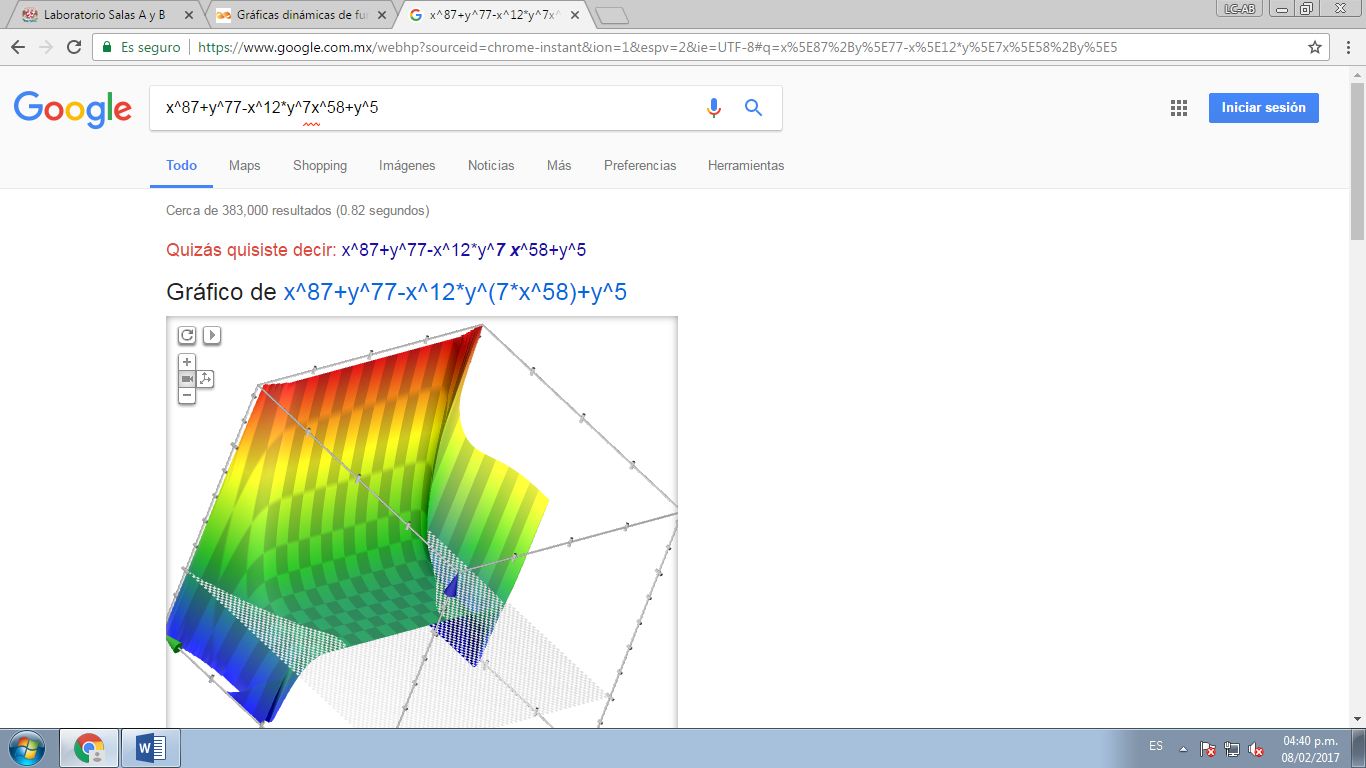 Laboratorio Salas A y B
Gráficas dinámicas de fu
x^87+y^77-x^12*y^7x^
LC-AB
Es seguro
https://www.google.com.mx/webhp?sourceid=chrome-instant&ion=1&espv=2&ie=UTF-8#q=x%5E87%2By%5E77-x%5E12*y%5E7x%5E58%2By%5E5
Google
x^87+y^77-x^12*y^7x^58+y^5
Iniciar sesión
Todo Maps Shopping Imágenes Noticias Más Preferencias Herramientas
Cerca de 383,000 resultados (0.82 segundos)
Quizás quisiste decir: x^87+y^77-x^12*y^7 x^58+y^5
Gráfico de x^87+y^77-x^12*y^(7*x^58)+y^5
ES
04:40 p.m.
08/02/2017